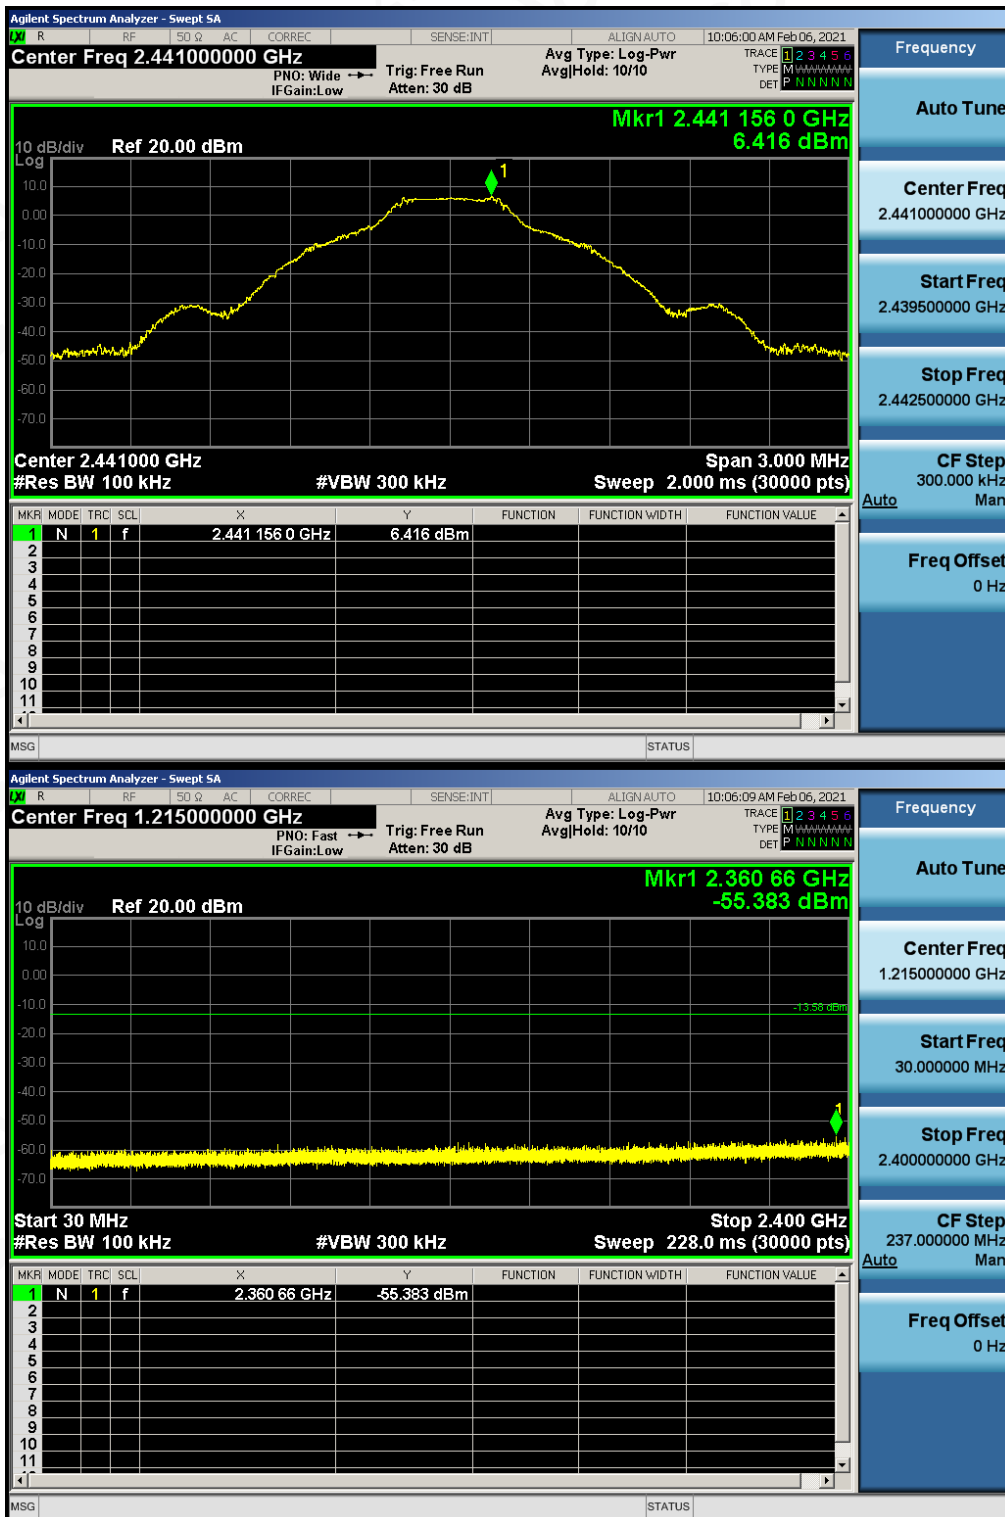 Agilent Spectrum Analyzer - Swept SA
LXI R RF 50 Ω AC CORREC SENSE:INT ALIGN AUTO 10:06:00 AM Feb 06, 2021
Center Freq 2.441000000 GHz
PNO: Wide
IFGain:Low
Trig: Free Run
Atten: 30 dB
Avg Type: Log-Pwr
Avg|Hold: 10/10
TRACE 1 2 3 4 5 6
TYPE M WWWWW
DET P N N N N N
Mkr1 2.441 156 0 GHz
6.416 dBm
10 dB/div Ref 20.00 dBm
Log
10.0
0.00
-10.0
-20.0
-30.0
-40.0
-50.0
-60.0
-70.0
1
Center 2.441000 GHz Span 3.000 MHz
#Res BW 100 kHz #VBW 300 kHz Sweep 2.000 ms (30000 pts)
MKR MODE TRC SCL X Y FUNCTION FUNCTION WIDTH FUNCTION VALUE
1 N 1 f 2.441 156 0 GHz 6.416 dBm
2
3
4
5
6
7
8
9
10
11
MSG STATUS
Frequency
Auto Tune
Center Freq
2.441000000 GHz
Start Freq
2.439500000 GHz
Stop Freq
2.442500000 GHz
CF Step
300.000 kHz
Auto Man
Freq Offset
0 Hz
Agilent Spectrum Analyzer - Swept SA
LXI R RF 50 Ω AC CORREC SENSE:INT ALIGN AUTO 10:06:09 AM Feb 06, 2021
Center Freq 1.215000000 GHz
PNO: Fast
IFGain:Low
Trig: Free Run
Atten: 30 dB
Avg Type: Log-Pwr
Avg|Hold: 10/10
TRACE 1 2 3 4 5 6
TYPE M WWWWW
DET P N N N N N
Mkr1 2.360 66 GHz
-55.383 dBm
10 dB/div Ref 20.00 dBm
Log
10.0
0.00
-10.0
-20.0
-30.0
-40.0
-50.0
-60.0
-70.0
-13.58 dBm
1
Start 30 MHz Stop 2.400 GHz
#Res BW 100 kHz #VBW 300 kHz Sweep 228.0 ms (30000 pts)
MKR MODE TRC SCL X Y FUNCTION FUNCTION WIDTH FUNCTION VALUE
1 N 1 f 2.360 66 GHz -55.383 dBm
2
3
4
5
6
7
8
9
10
11
MSG STATUS
Frequency
Auto Tune
Center Freq
1.215000000 GHz
Start Freq
30.000000 MHz
Stop Freq
2.400000000 GHz
CF Step
237.000000 MHz
Auto Man
Freq Offset
0 Hz